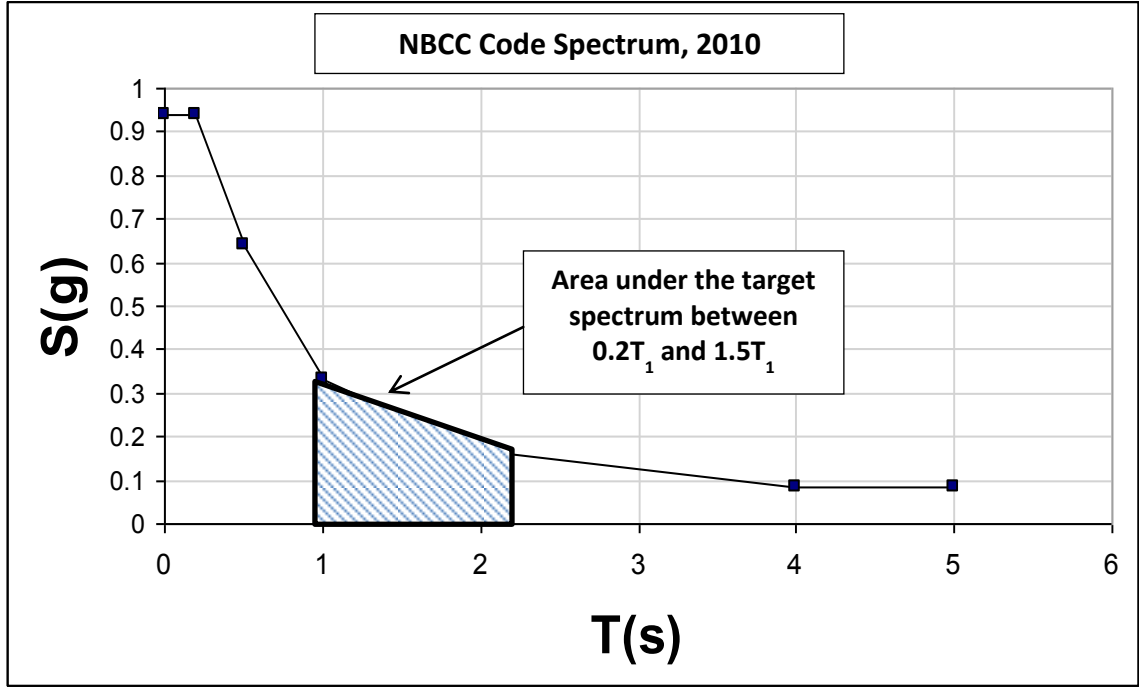 NBCC Code Spectrum, 2010
1
0.9
0.8
0.7
0.6
0.5
0.4
0.3
0.2
0.1
0
S(g)
Area under the target
spectrum between
0.2T₁ and 1.5T₁
0 1 2 3 4 5 6
T(s)